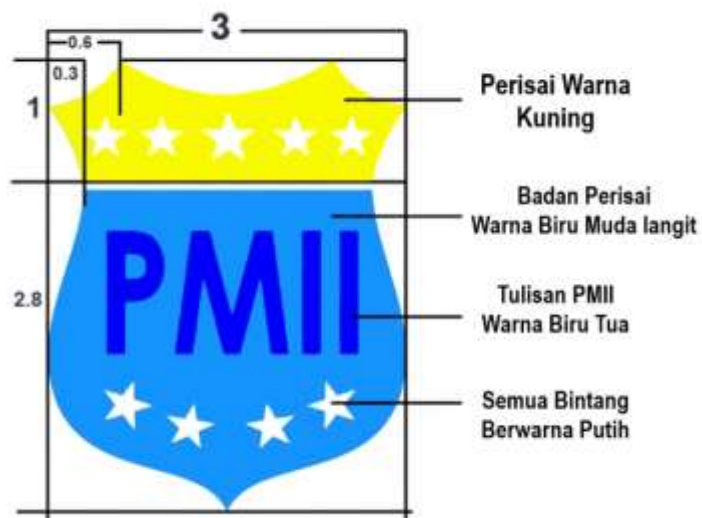 3
0.6
0.3
1
Perisai Warna
Kuning
Badan Perisai
Warna Biru Muda langit
PMII
2.8
Tulisan PMII
Warna Biru Tua
Semua Bintang
Berwarna Putih